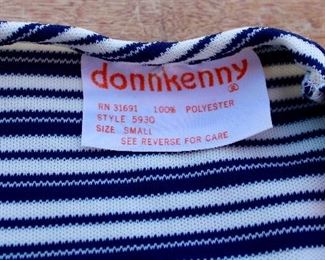 donnkenny
RN 31691 100% POLYESTER
STYLE 5930
SIZE SMALL
SEE REVERSE FOR CARE